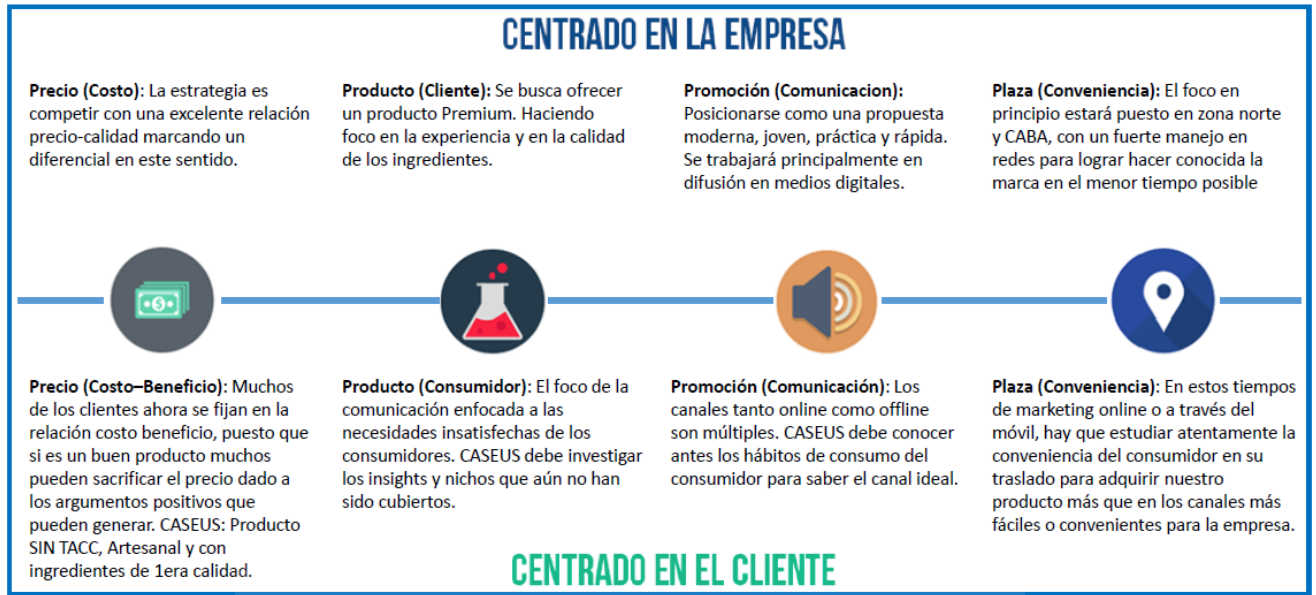 CENTRADO EN LA EMPRESA
Precio (Costo): La estrategia es
competir con una excelente relación
precio-calidad marcando un
diferencial en este sentido.
Producto (Cliente): Se busca ofrecer
un producto Premium. Haciendo
foco en la experiencia y en la calidad
de los ingredientes.
Promoción (Comunicacion):
Posicionarse como una propuesta
moderna, joven, práctica y rápida.
Se trabajará principalmente en
difusión en medios digitales.
Plaza (Conveniencia): El foco en
principio estará puesto en zona norte
y CABA, con un fuerte manejo en
redes para lograr hacer conocida la
marca en el menor tiempo posible
Precio (Costo–Beneficio): Muchos
de los clientes ahora se fijan en la
relación costo beneficio, puesto que
si es un buen producto muchos
pueden sacrificar el precio dado a
los argumentos positivos que
pueden generar. CASEUS: Producto
SIN TACC, Artesanal y con
ingredientes de 1era calidad.
Producto (Consumidor): El foco de la
comunicación enfocada a las
necesidades insatisfechas de los
consumidores. CASEUS debe investigar
los insights y nichos que aún no han
sido cubiertos.
Promoción (Comunicación): Los
canales tanto online como offline
son múltiples. CASEUS debe conocer
antes los hábitos de consumo del
consumidor para saber el canal ideal.
Plaza (Conveniencia): En estos tiempos
de marketing online o a través del
móvil, hay que estudiar atentamente la
conveniencia del consumidor en su
traslado para adquirir nuestro
producto más que en los canales más
fáciles o convenientes para la empresa.
CENTRADO EN EL CLIENTE